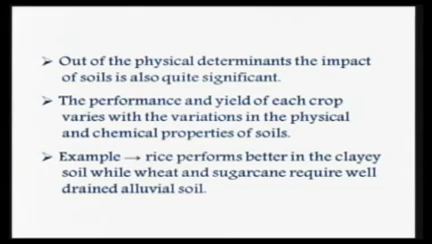 ➢ Out of the physical determinants the impact
of soils is also quite significant.
➢ The performance and yield of each crop
varies with the variations in the physical
and chemical properties of soils.
➢ Example → rice performs better in the clayey
soil while wheat and sugarcane require well
drained alluvial soil.